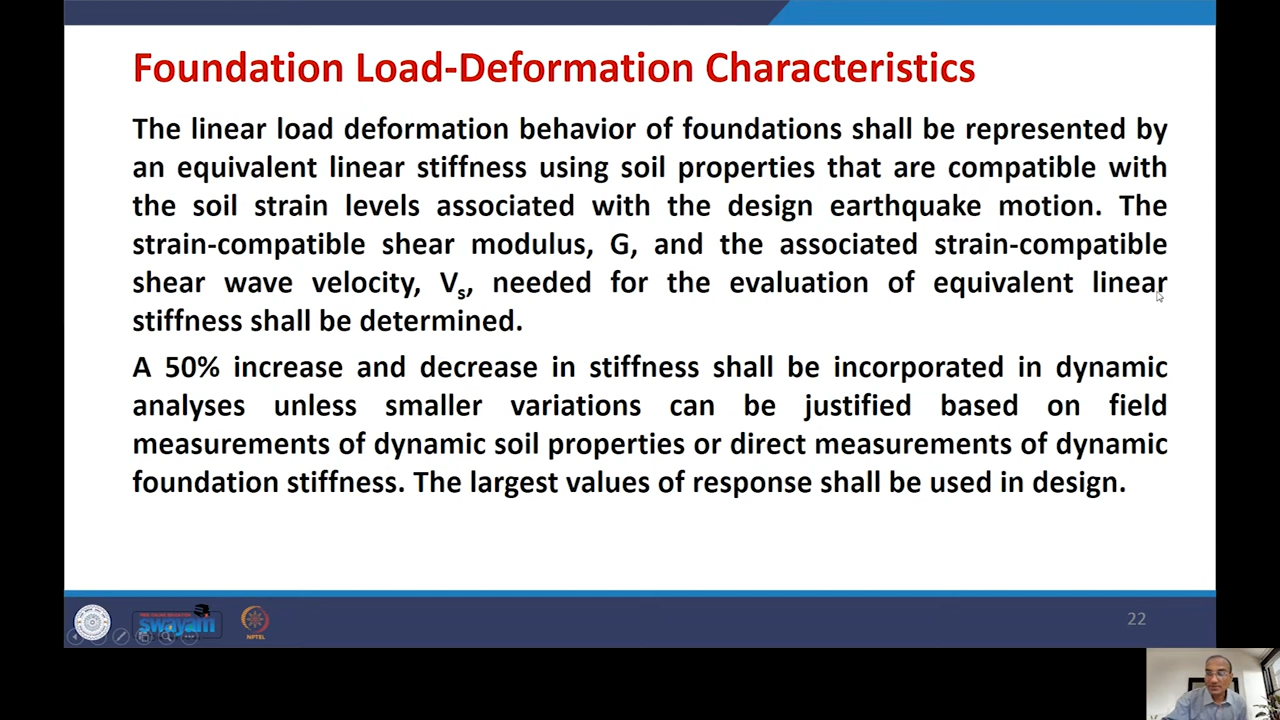 Foundation Load-Deformation Characteristics
The linear load deformation behavior of foundations shall be represented by
an equivalent linear stiffness using soil properties that are compatible with
the soil strain levels associated with the design earthquake motion. The
strain-compatible shear modulus, G, and the associated strain-compatible
shear wave velocity, Vs, needed for the evaluation of equivalent linear
stiffness shall be determined.
A 50% increase and decrease in stiffness shall be incorporated in dynamic
analyses unless smaller variations can be justified based on field
measurements of dynamic soil properties or direct measurements of dynamic
foundation stiffness. The largest values of response shall be used in design.
swayam
NPTEL
22